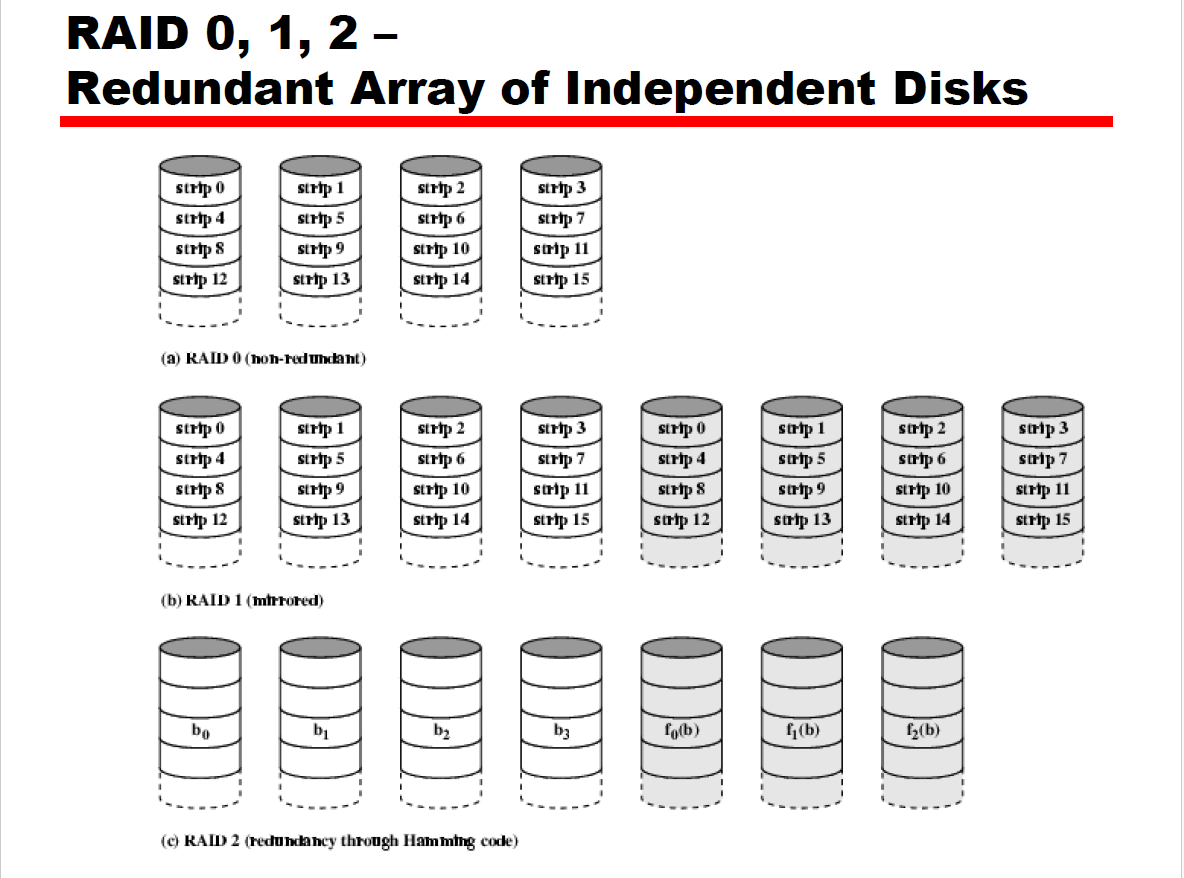 RAID 0, 1, 2 –
Redundant Array of Independent Disks
strip 0 strip 1 strip 2 strip 3
strip 4 strip 5 strip 6 strip 7
strip 8 strip 9 strip 10 strip 11
strip 12 strip 13 strip 14 strip 15
(a) RAID 0 (non-redundant)
strip 0 strip 1 strip 2 strip 3 strip 0 strip 1 strip 2 strip 3
strip 4 strip 5 strip 6 strip 7 strip 4 strip 5 strip 6 strip 7
strip 8 strip 9 strip 10 strip 11 strip 8 strip 9 strip 10 strip 11
strip 12 strip 13 strip 14 strip 15 strip 12 strip 13 strip 14 strip 15
(b) RAID 1 (mirrored)
b₀ b₁ b₂ b₃ f₀(b) f₁(b) f₂(b)
(c) RAID 2 (redundancy through Hamming code)